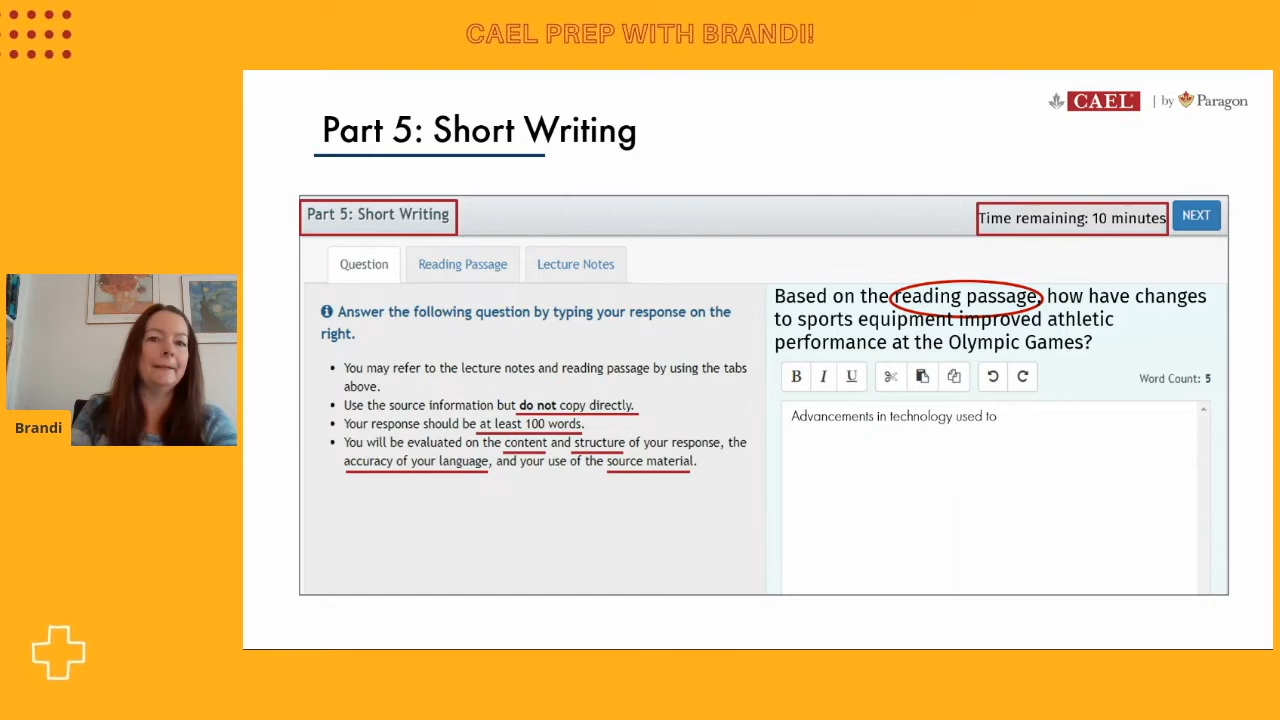 CAEL PREP WITH BRANDI!
CAEL | by Paragon
Part 5: Short Writing
Part 5: Short Writing
Time remaining: 10 minutes
NEXT
Question
Reading Passage
Lecture Notes
Answer the following question by typing your response on the
right.
• You may refer to the lecture notes and reading passage by using the tabs
above.
• Use the source information but do not copy directly.
• Your response should be at least 100 words.
• You will be evaluated on the content and structure of your response, the
accuracy of your language, and your use of the source material.
Based on the reading passage, how have changes
to sports equipment improved athletic
performance at the Olympic Games?
B I U
Word Count: 5
Advancements in technology used to
Brandi